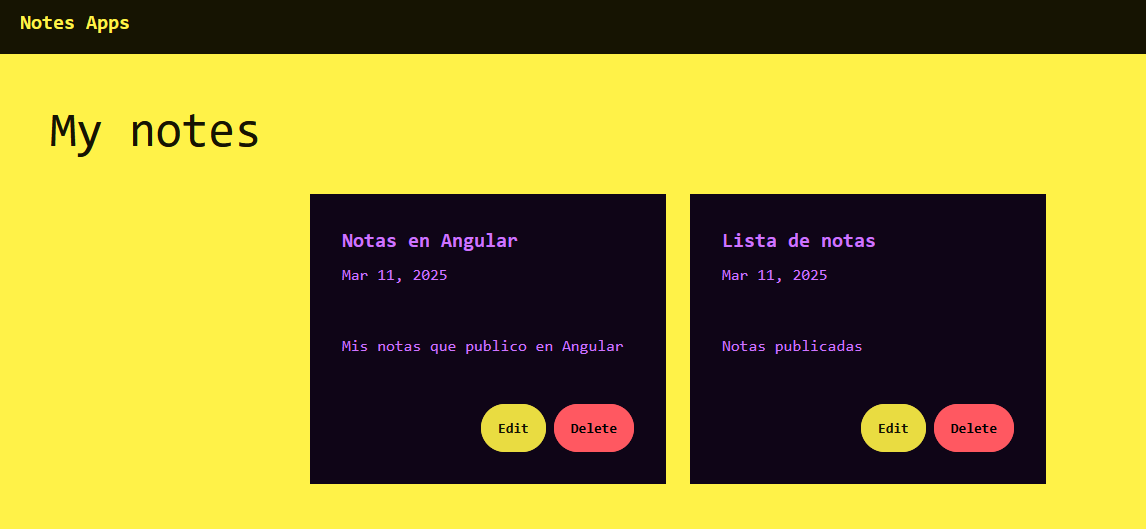 Notes Apps
My notes
Notas en Angular
Mar 11, 2025
Mis notas que publico en Angular
Edit
Delete
Lista de notas
Mar 11, 2025
Notas publicadas
Edit
Delete